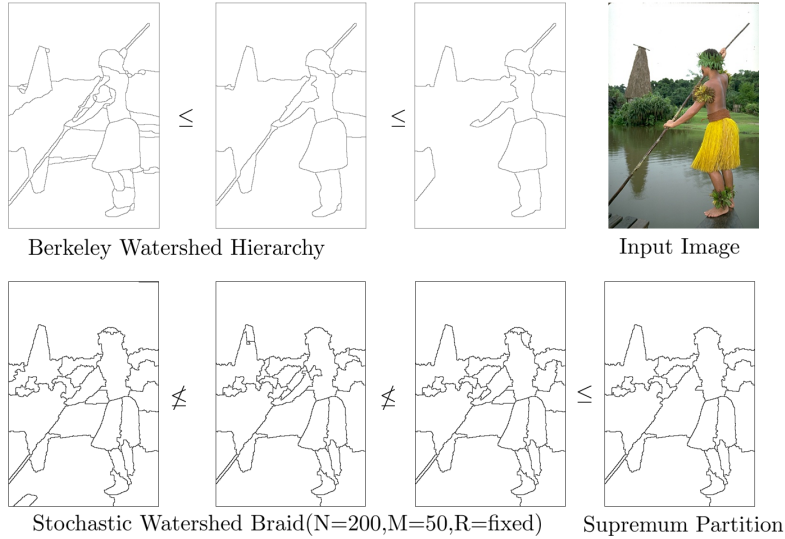 ≤ ≤
Berkeley Watershed Hierarchy Input Image
≰ ≰ ≤
Stochastic Watershed Braid(N=200,M=50,R=fixed) Supremum Partition